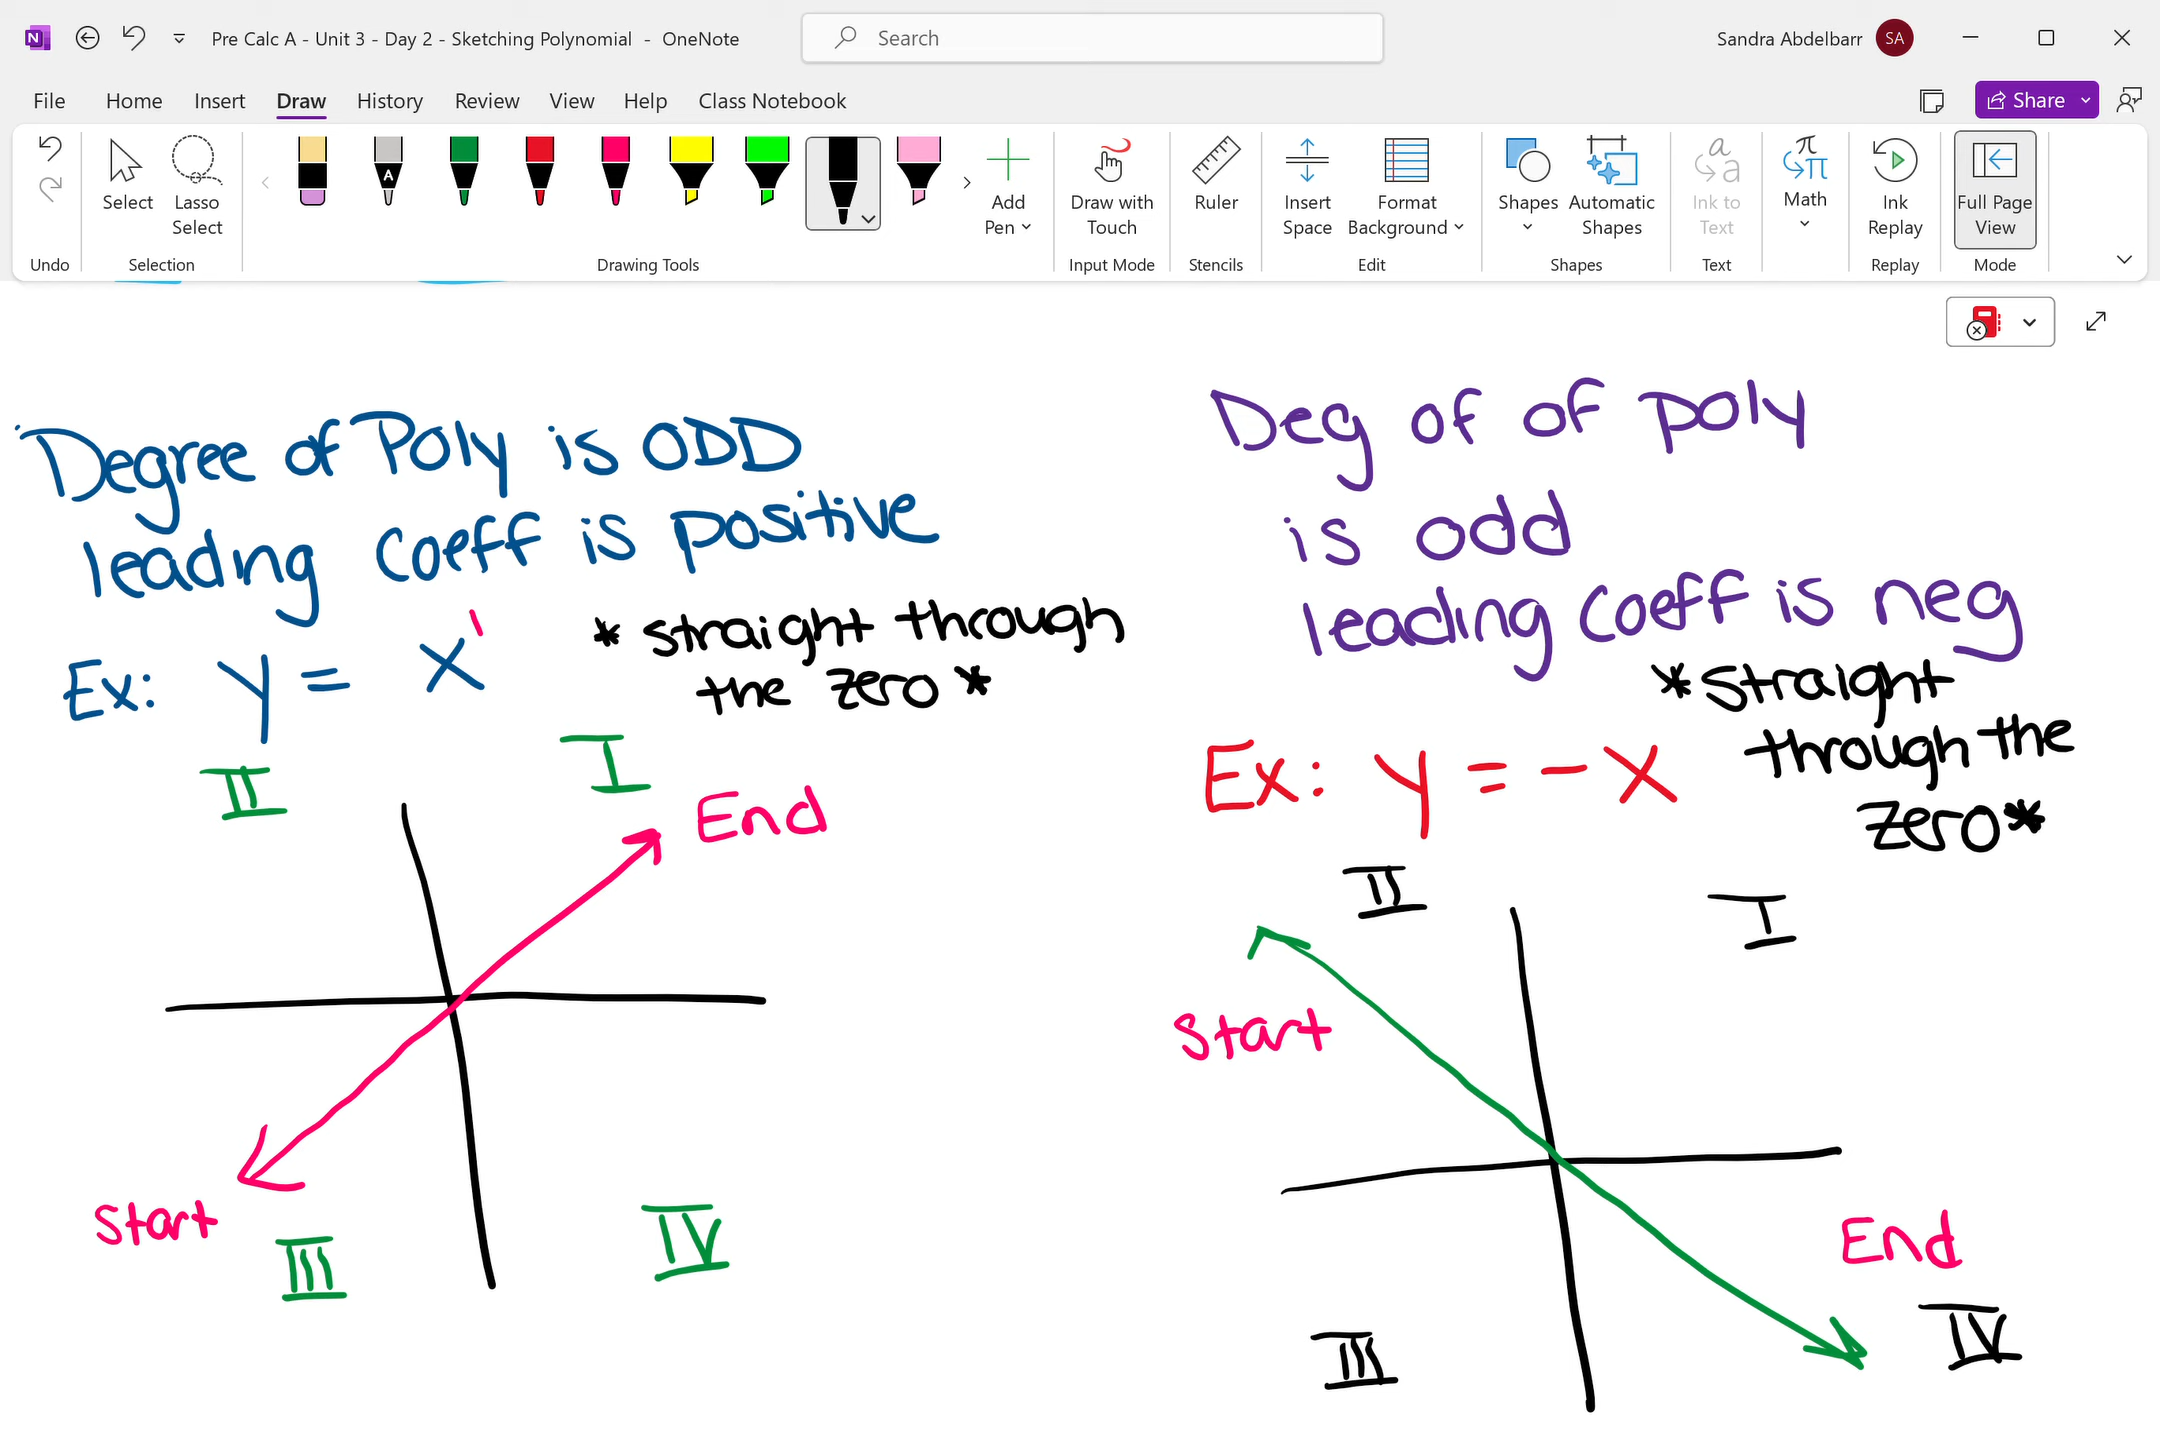 Pre Calc A - Unit 3 - Day 2 - Sketching Polynomial - OneNote
Search
Sandra Abdelbarr
SA
File Home Insert Draw History Review View Help Class Notebook
Share
Undo
Select
Lasso Select
Selection
A
Drawing Tools
Add Pen
Draw with Touch
Input Mode
Ruler
Stencils
Insert Space
Format Background
Edit
Shapes
Automatic Shapes
Shapes
Ink to Text
Text
Math
Ink Replay
Replay
Full Page View
Mode
Degree of Poly is ODD
leading coeff is positive
Ex: y = x¹
* straight through
the zero *
II
I
End
Start
III
IV
Deg of of poly
is odd
leading coeff is neg
* straight
through the
zero *
Ex: y = - x
II
I
Start
End
III
IV